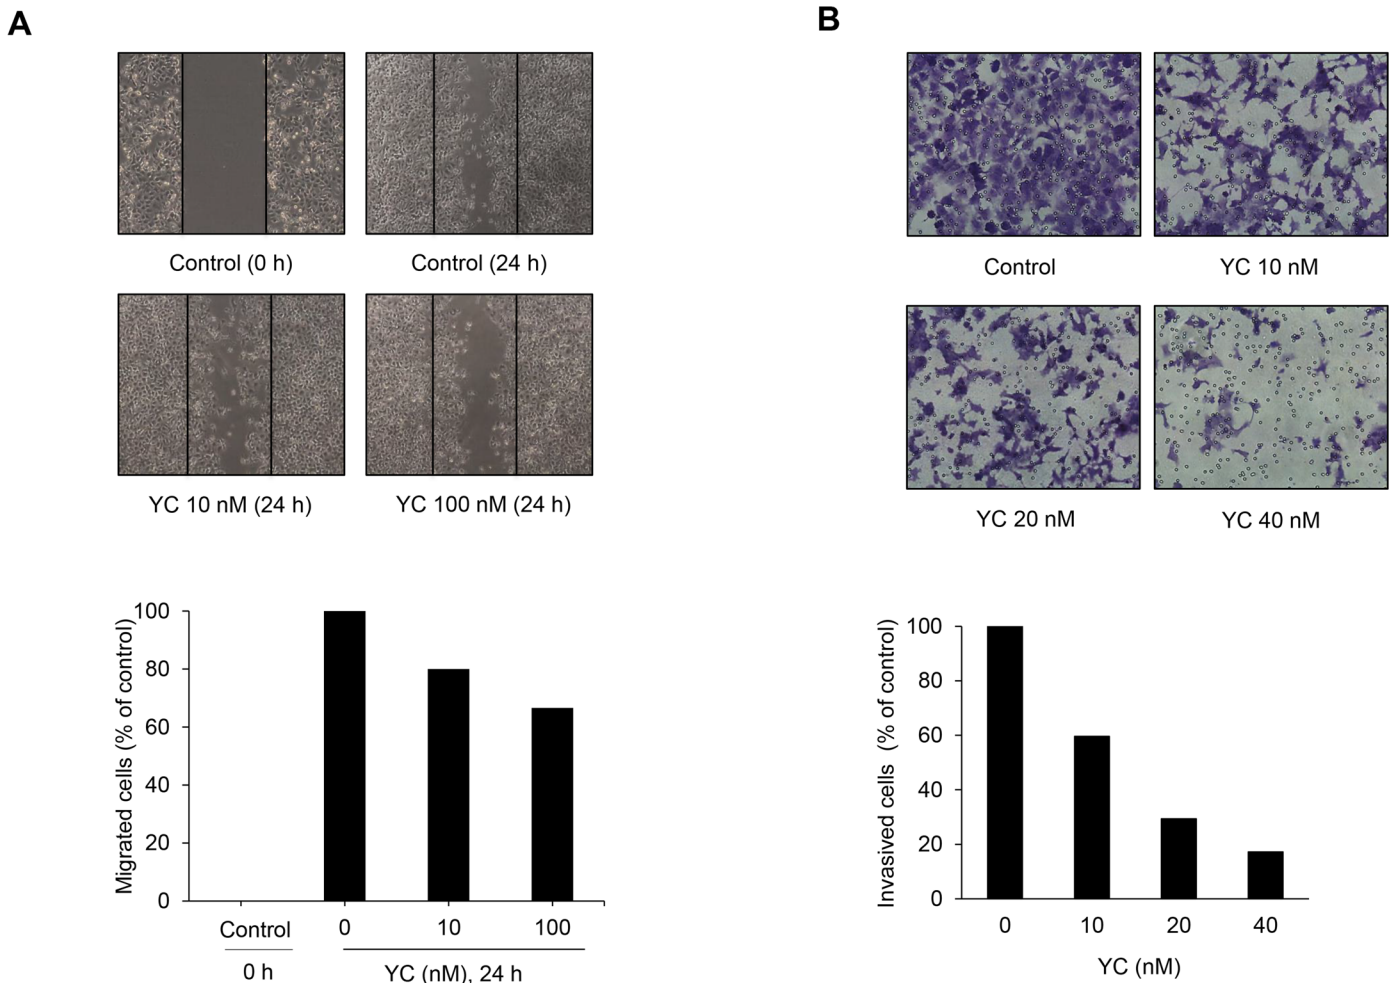 A
B
Control (0 h)
Control (24 h)
Control
YC 10 nM
YC 10 nM (24 h)
YC 100 nM (24 h)
YC 20 nM
YC 40 nM
Migrated cells (% of control)
100
80
60
40
20
0
Control
0
10
100
0 h
YC (nM), 24 h
Invasived cells (% of control)
100
80
60
40
20
0
0
10
20
40
YC (nM)